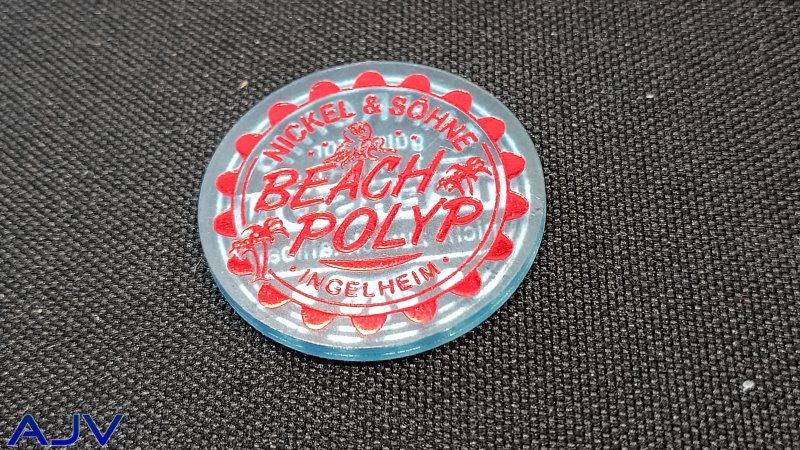 NICKEL & SÖHNE
BEACH
POLYP
· INGELHEIM ·
AJV